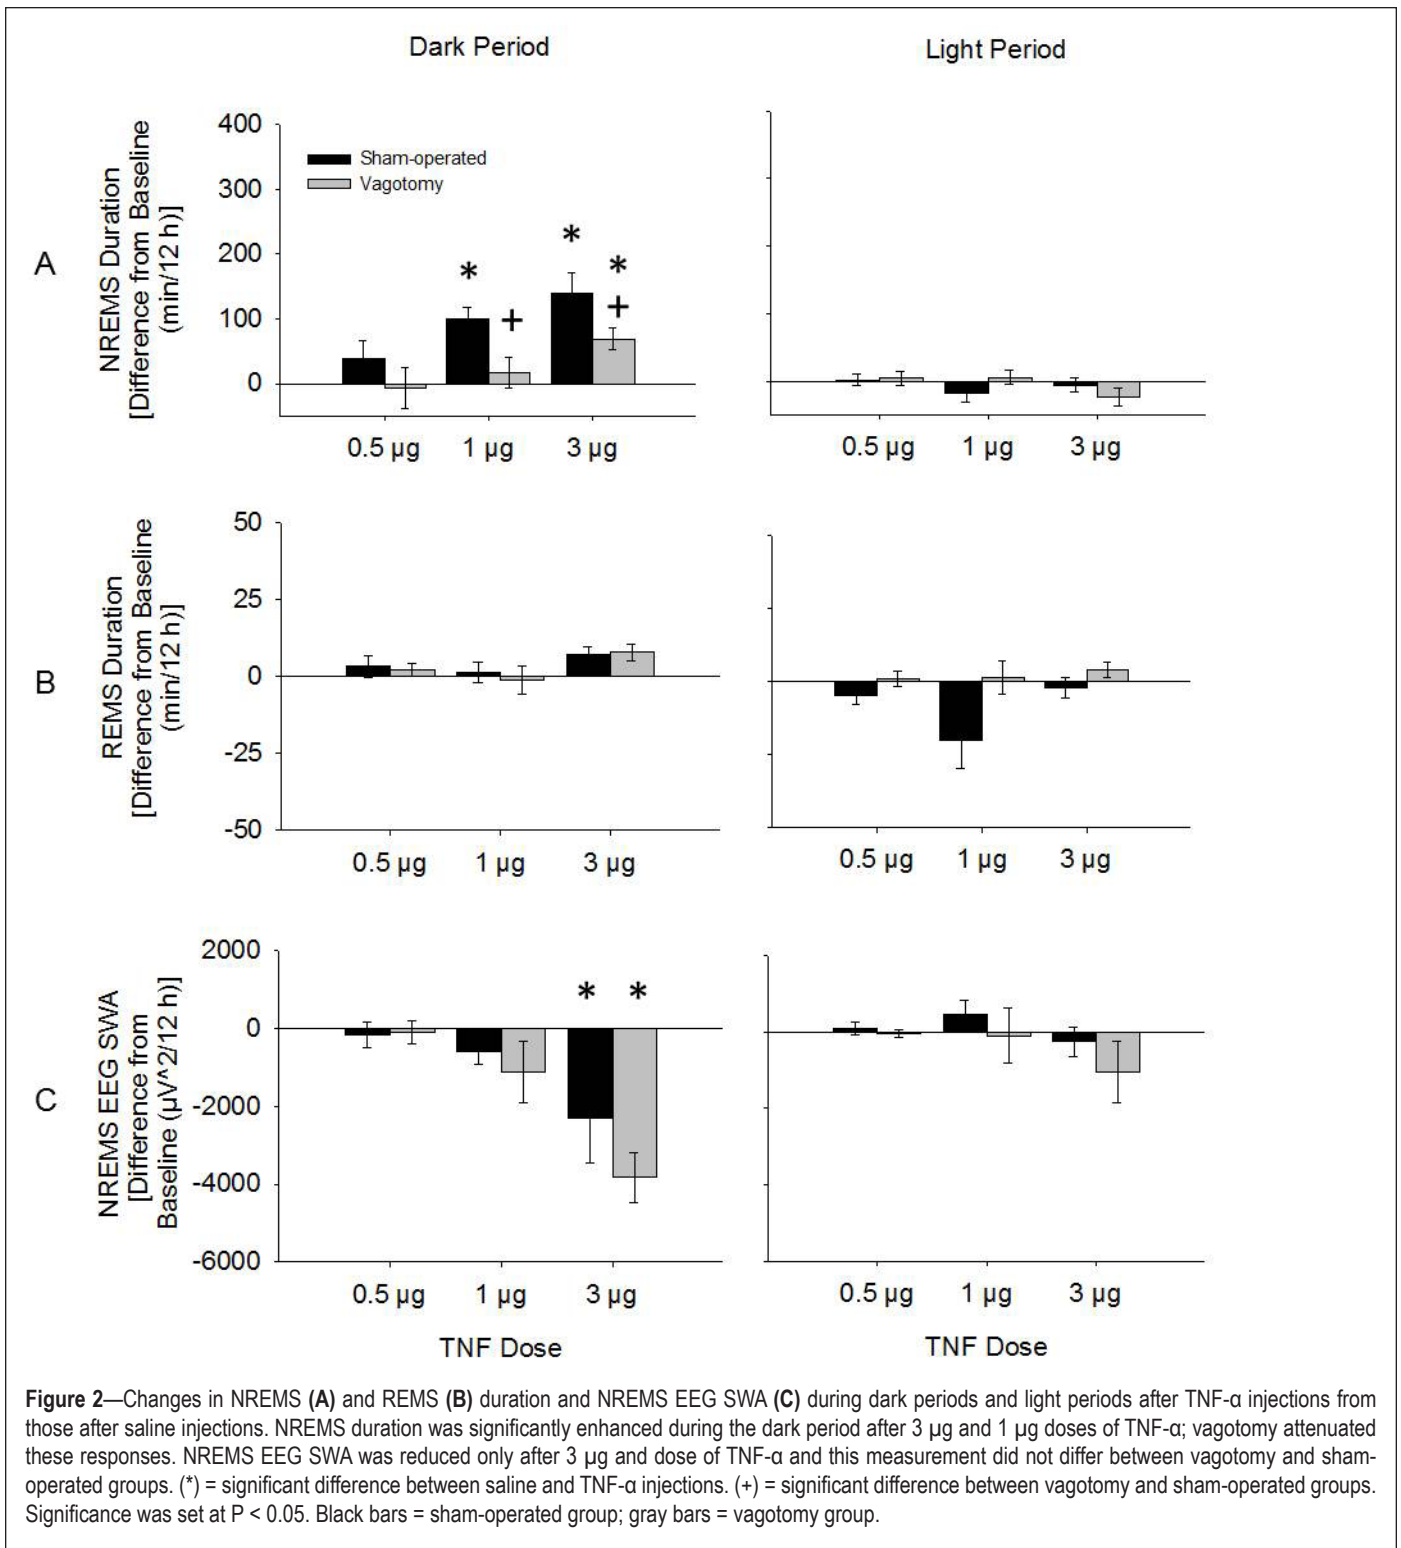 Dark Period
Light Period
A
NREMS Duration
[Difference from Baseline
(min/12 h)]
400
300
200
100
0
Sham-operated
Vagotomy
*
+
*
*
+
0.5 µg
1 µg
3 µg
0.5 µg
1 µg
3 µg
B
REMS Duration
[Difference from Baseline
(min/12 h)]
50
25
0
-25
-50
0.5 µg
1 µg
3 µg
0.5 µg
1 µg
3 µg
C
NREMS EEG SWA
[Difference from
Baseline (µV^2/12 h)]
2000
0
-2000
-4000
-6000
*
*
0.5 µg
1 µg
3 µg
0.5 µg
1 µg
3 µg
TNF Dose
TNF Dose
Figure 2—Changes in NREMS (A) and REMS (B) duration and NREMS EEG SWA (C) during dark periods and light periods after TNF-α injections from
those after saline injections. NREMS duration was significantly enhanced during the dark period after 3 µg and 1 µg doses of TNF-α; vagotomy attenuated
these responses. NREMS EEG SWA was reduced only after 3 µg and dose of TNF-α and this measurement did not differ between vagotomy and sham-
operated groups. (*) = significant difference between saline and TNF-α injections. (+) = significant difference between vagotomy and sham-operated groups.
Significance was set at P < 0.05. Black bars = sham-operated group; gray bars = vagotomy group.